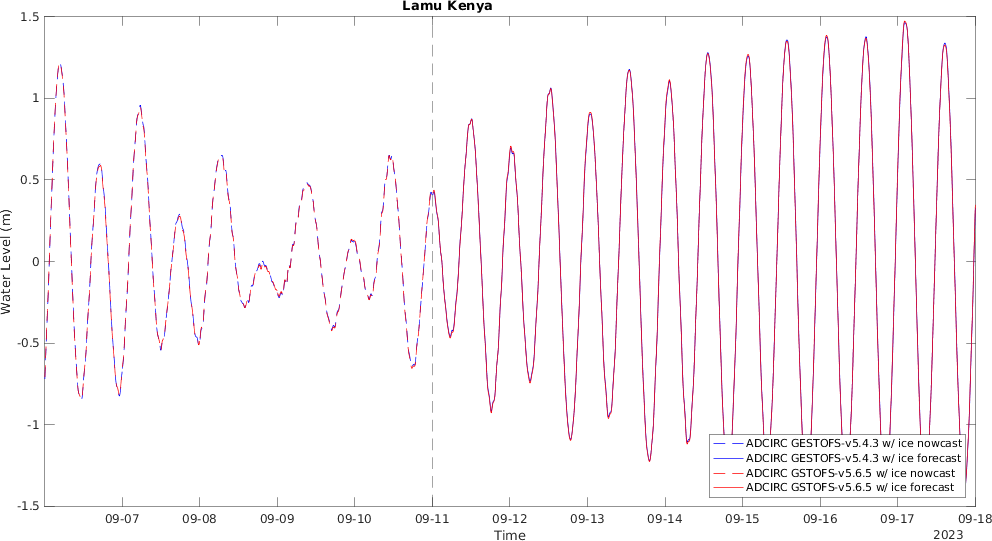 Lamu Kenya
1.5
1
0.5
0
-0.5
-1
-1.5
Water Level (m)
09-07 09-08 09-09 09-10 09-11 09-12 09-13 09-14 09-15 09-16 09-17 09-18
Time
2023
ADCIRC GESTOFS-v5.4.3 w/ ice nowcast
ADCIRC GESTOFS-v5.4.3 w/ ice forecast
ADCIRC GSTOFS-v5.6.5 w/ ice nowcast
ADCIRC GSTOFS-v5.6.5 w/ ice forecast